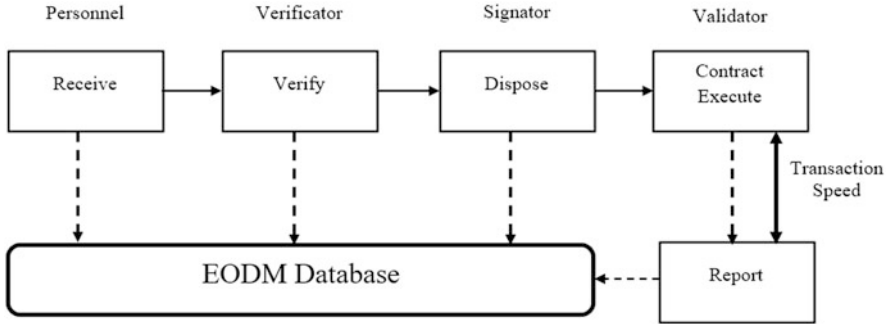 Personnel
Verificator
Signator
Validator
Receive
Verify
Dispose
Contract
Execute
Transaction
Speed
EODM Database
Report